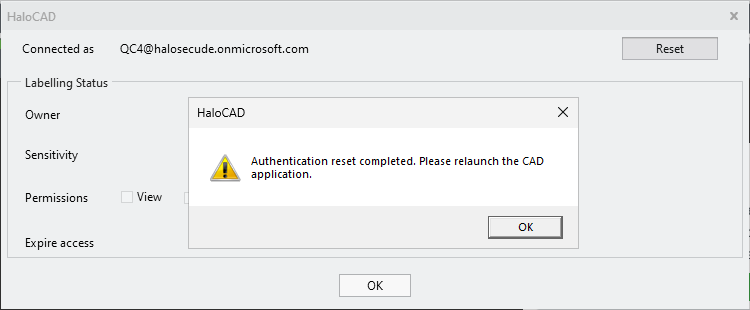 HaloCAD
Connected as QC4@halosecude.onmicrosoft.com Reset
Labelling Status
Owner
HaloCAD
Sensitivity
Authentication reset completed. Please relaunch the CAD
application.
Permissions View
OK
Expire access
OK